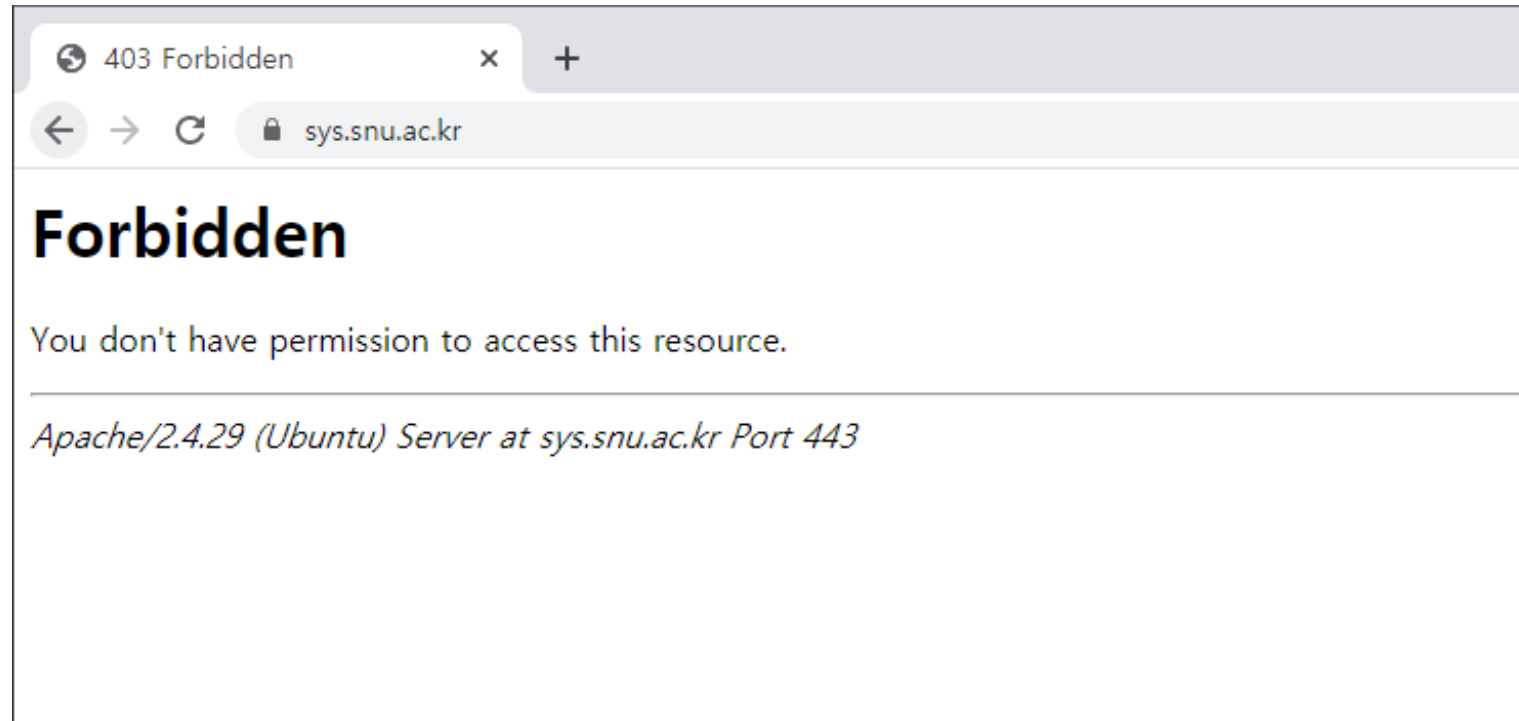 403 Forbidden
sys.snu.ac.kr
Forbidden
You don't have permission to access this resource.
Apache/2.4.29 (Ubuntu) Server at sys.snu.ac.kr Port 443